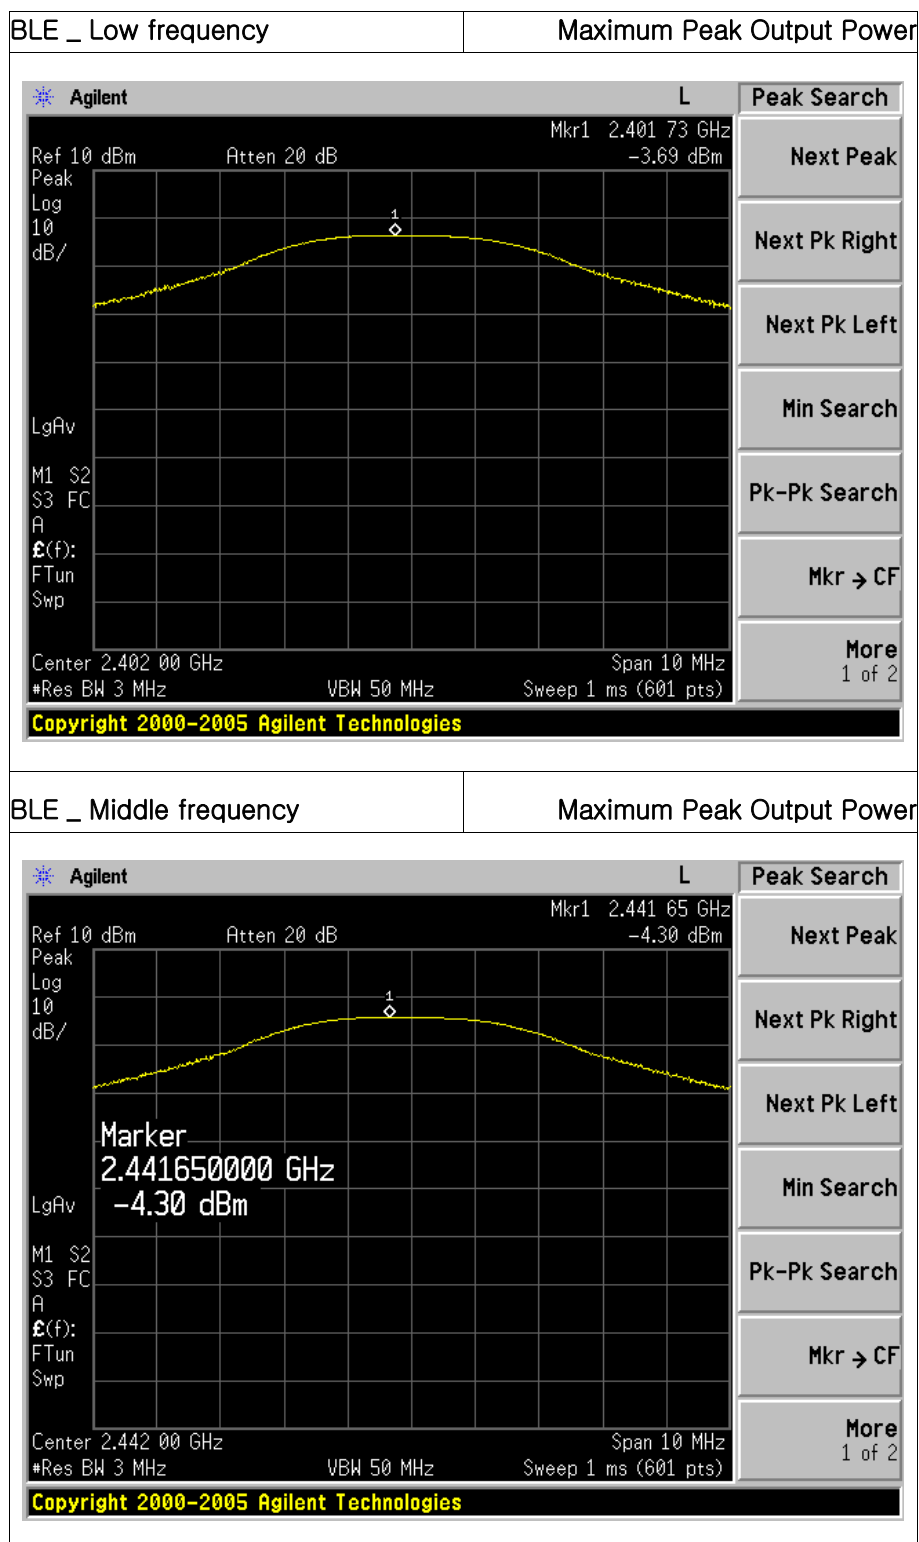 BLE _ Low frequency Maximum Peak Output Power
Agilent L Peak Search
Mkr1 2.401 73 GHz
Ref 10 dBm Atten 20 dB -3.69 dBm
Peak
Log
10
dB/
1
LgAv
M1 S2
S3 FC
A
£(f):
FTun
Swp
Center 2.402 00 GHz Span 10 MHz
#Res BW 3 MHz VBW 50 MHz Sweep 1 ms (601 pts)
Copyright 2000-2005 Agilent Technologies
Next Peak
Next Pk Right
Next Pk Left
Min Search
Pk-Pk Search
Mkr → CF
More
1 of 2
BLE _ Middle frequency Maximum Peak Output Power
Agilent L Peak Search
Mkr1 2.441 65 GHz
Ref 10 dBm Atten 20 dB -4.30 dBm
Peak
Log
10
dB/
1
Marker
2.441650000 GHz
-4.30 dBm
LgAv
M1 S2
S3 FC
A
£(f):
FTun
Swp
Center 2.442 00 GHz Span 10 MHz
#Res BW 3 MHz VBW 50 MHz Sweep 1 ms (601 pts)
Copyright 2000-2005 Agilent Technologies
Next Peak
Next Pk Right
Next Pk Left
Min Search
Pk-Pk Search
Mkr → CF
More
1 of 2